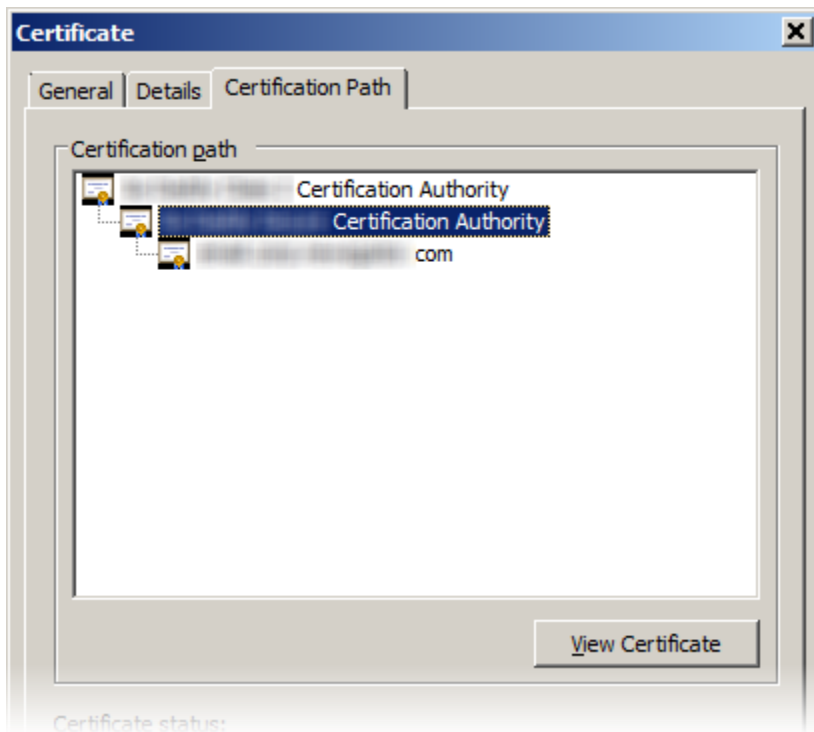 Certificate
General Details Certification Path
Certification path
Certification Authority
Certification Authority
com
View Certificate
Certificate status: